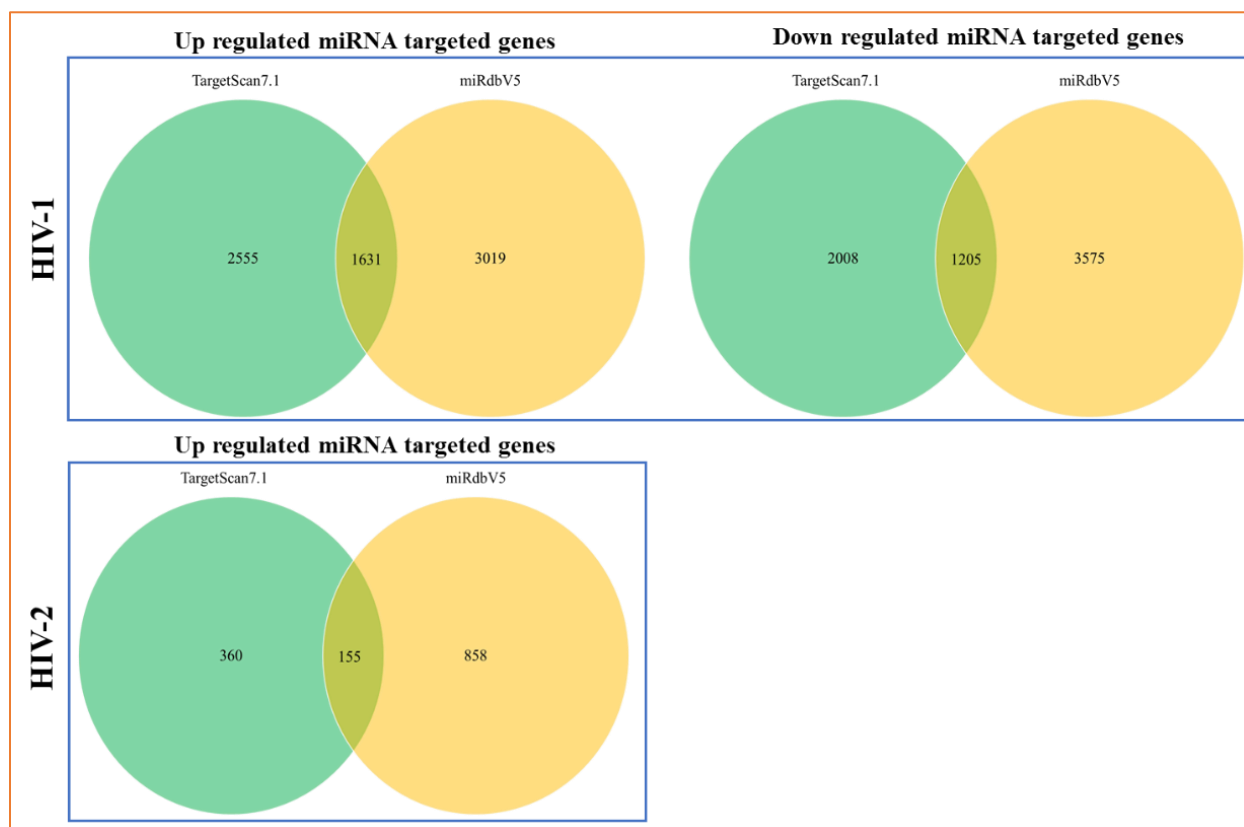 Up regulated miRNA targeted genes
Down regulated miRNA targeted genes
HIV-1
TargetScan7.1
miRdbV5
2555
1631
3019
TargetScan7.1
miRdbV5
2008
1205
3575
Up regulated miRNA targeted genes
HIV-2
TargetScan7.1
miRdbV5
360
155
858